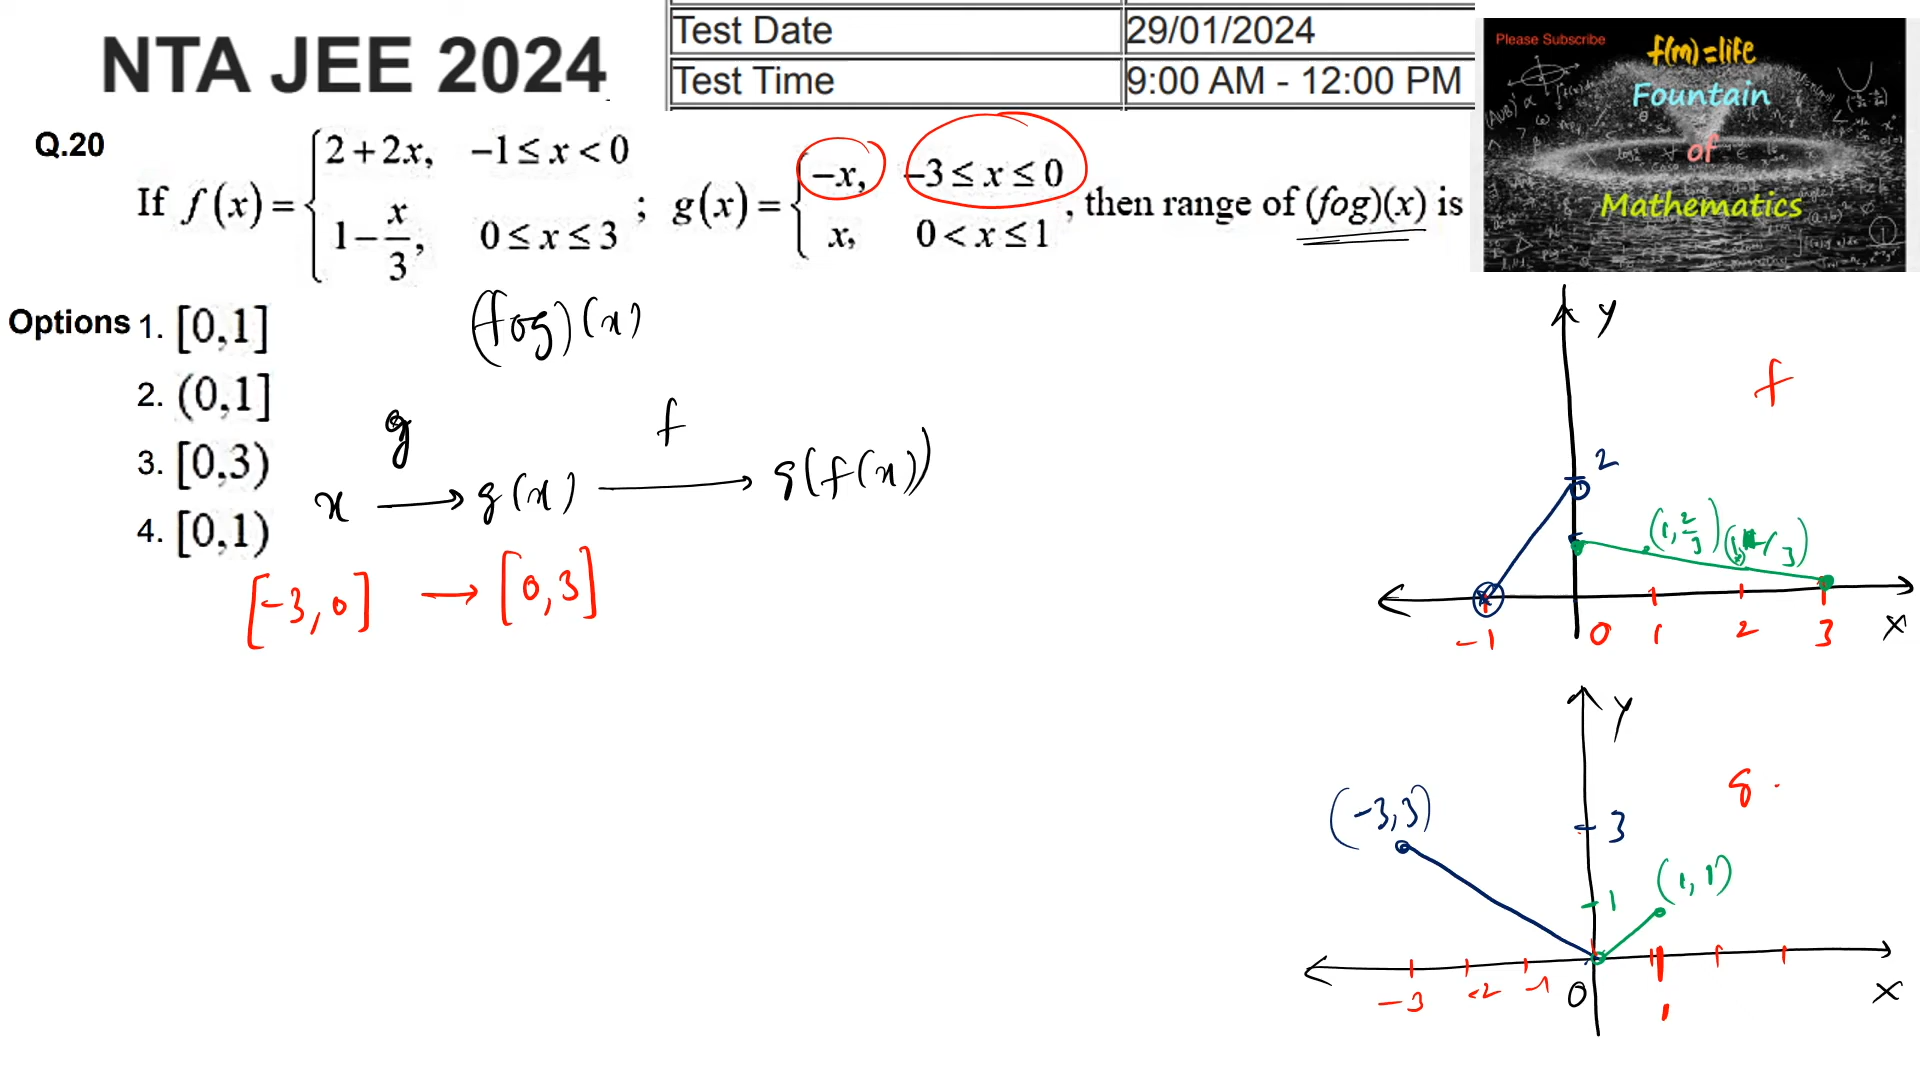 NTA JEE 2024
Test Date 29/01/2024
Test Time 9:00 AM - 12:00 PM
Please Subscribe
f(m)=life
Fountain
of
Mathematics
Q.20
If f(x) = { 2+2x, -1≤x<0
1-x/3, 0≤x≤3 ; g(x) = { -x, -3≤x≤0
x, 0<x≤1 , then range of (fog)(x) is
Options 1. [0,1]
2. (0,1]
3. [0,3)
4. [0,1)
(fog)(x)
g f
x → g(x) → g(f(x))
[-3,0] → [0,3]
y
f
2
(1, 2/3)
-1 0 1 2 3 x
y
g
(-3,3)
3
(1,1)
1
-3 -2 -1 0 1 x